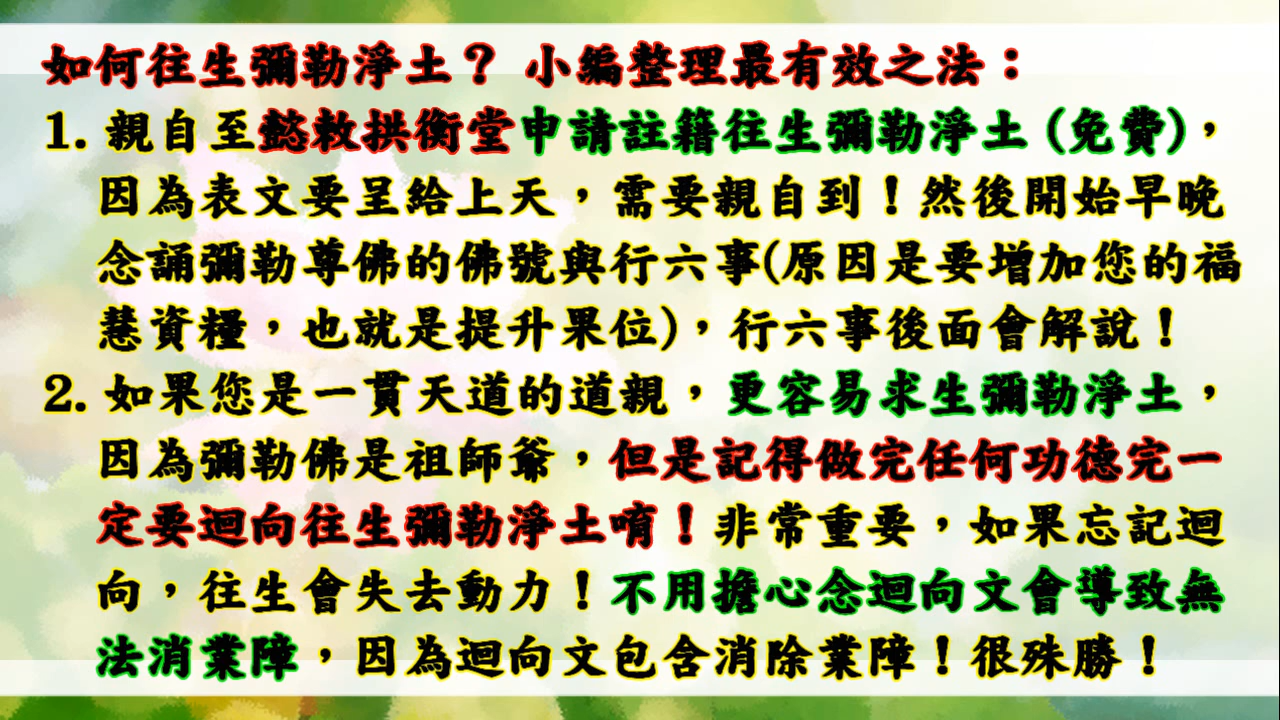 如何往生彌勒淨土？ 小編整理最有效之法：
1. 親自至懿敕拱衡堂申請註籍往生彌勒淨土(免費)，
因為表文要呈給上天，需要親自到！然後開始早晚
念誦彌勒尊佛的佛號與行六事(原因是要增加您的福
慧資糧，也就是提升果位)，行六事後面會解說！
2. 如果您是一貫天道的道親，更容易求生彌勒淨土，
因為彌勒佛是祖師爺，但是記得做完任何功德完一
定要迴向往生彌勒淨土唷！非常重要，如果忘記迴
向，往生會失去動力！不用擔心念迴向文會導致無
法消業障，因為迴向文包含消除業障！很殊勝！